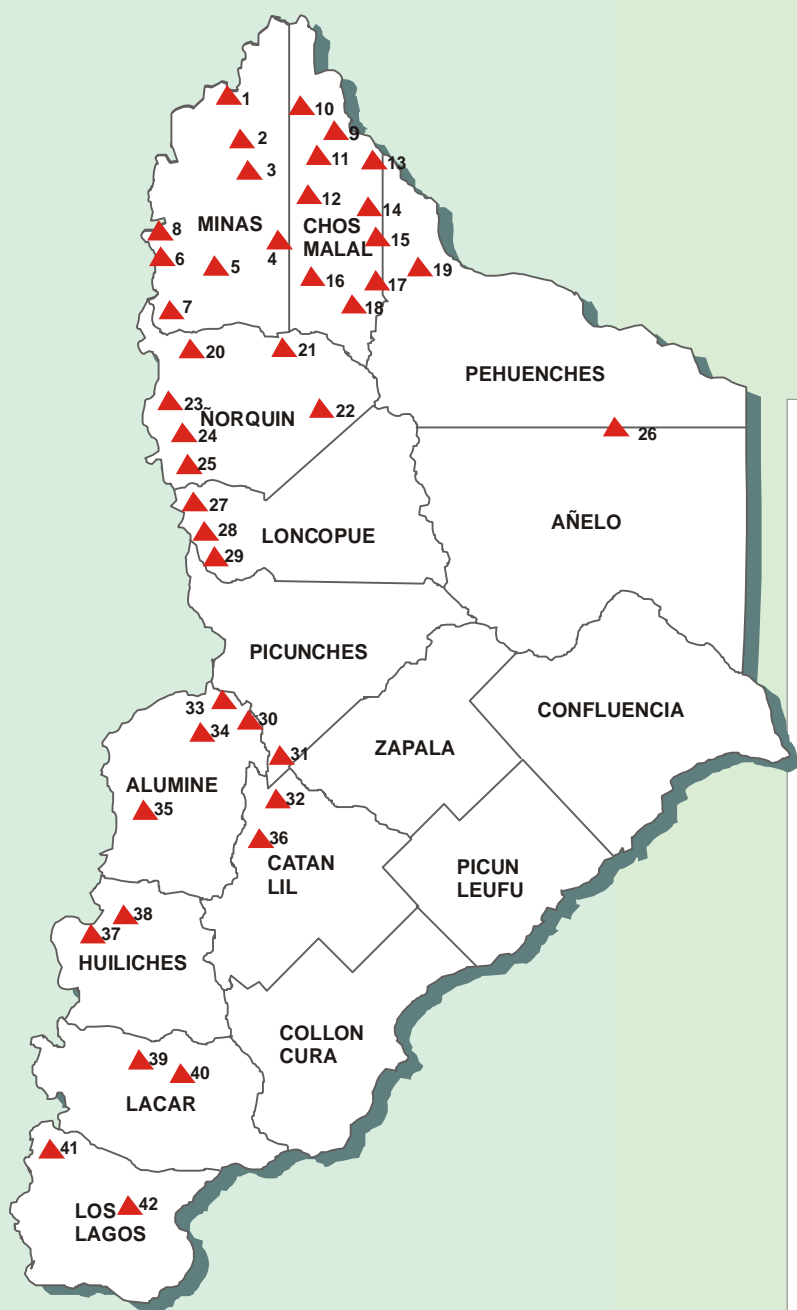 1
10
9
2
11
13
3
12
14
MINAS
CHOS
MALAL
8
4
15
6
5
16
17
19
18
7
20
21
PEHUENCHES
23
22
ÑORQUIN
24
26
25
27
AÑELO
28
LONCOPUE
29
PICUNCHES
33
30
CONFLUENCIA
34
ZAPALA
31
ALUMINE
32
35
36
CATAN
LIL
PICUN
LEUFU
38
37
HUILICHES
COLLON
CURA
39
40
LACAR
41
42
LOS
LAGOS